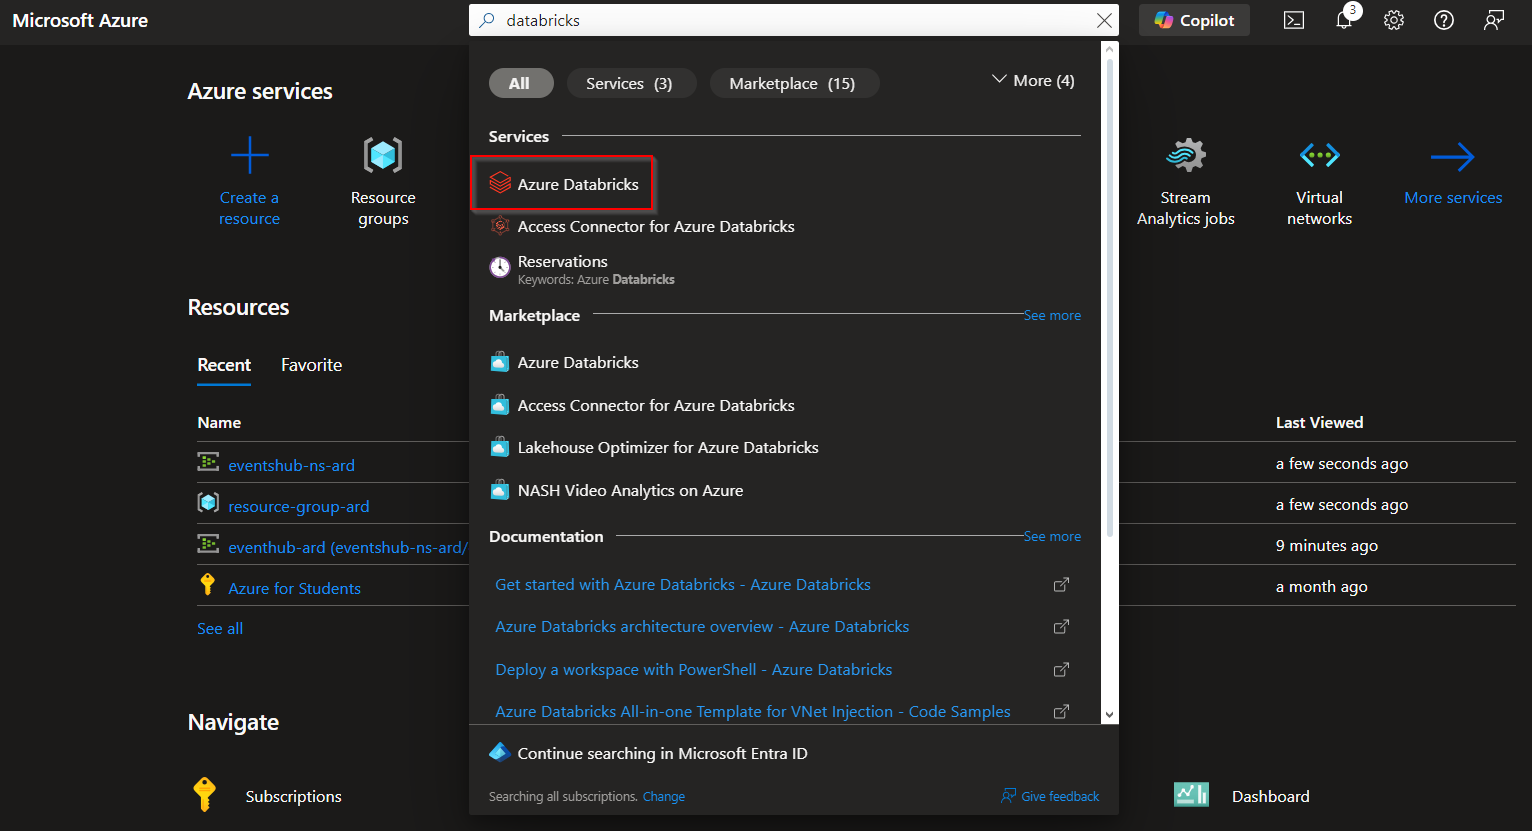 Microsoft Azure
databricks
Copilot
3
Azure services
Create a
resource
Resource
groups
All
Services (3)
Marketplace (15)
More (4)
Services
Azure Databricks
Access Connector for Azure Databricks
Reservations
Keywords: Azure Databricks
Marketplace
See more
Azure Databricks
Access Connector for Azure Databricks
Lakehouse Optimizer for Azure Databricks
NASH Video Analytics on Azure
Documentation
See more
Get started with Azure Databricks - Azure Databricks
Azure Databricks architecture overview - Azure Databricks
Deploy a workspace with PowerShell - Azure Databricks
Azure Databricks All-in-one Template for VNet Injection - Code Samples
Continue searching in Microsoft Entra ID
Searching all subscriptions. Change
Give feedback
Stream
Analytics jobs
Virtual
networks
More services
Resources
Recent
Favorite
Name
Last Viewed
eventshub-ns-ard
a few seconds ago
resource-group-ard
a few seconds ago
eventhub-ard (eventshub-ns-ard/
9 minutes ago
Azure for Students
a month ago
See all
Navigate
Subscriptions
Dashboard